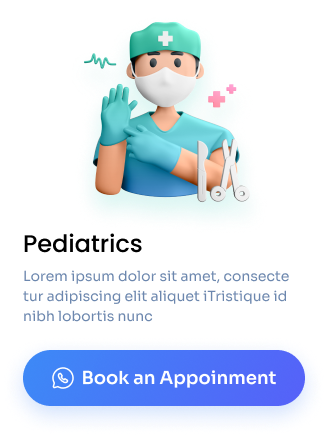 Pediatrics
Lorem ipsum dolor sit amet, consecte
tur adipiscing elit aliquet iTristique id
nibh lobortis nunc
Book an Appoinment